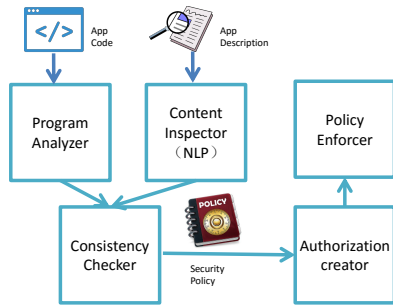 </>
App
Code
App
Description
Program
Analyzer
Content
Inspector
（NLP）
Policy
Enforcer
POLICY
Consistency
Checker
Security
Policy
Authorization
creator